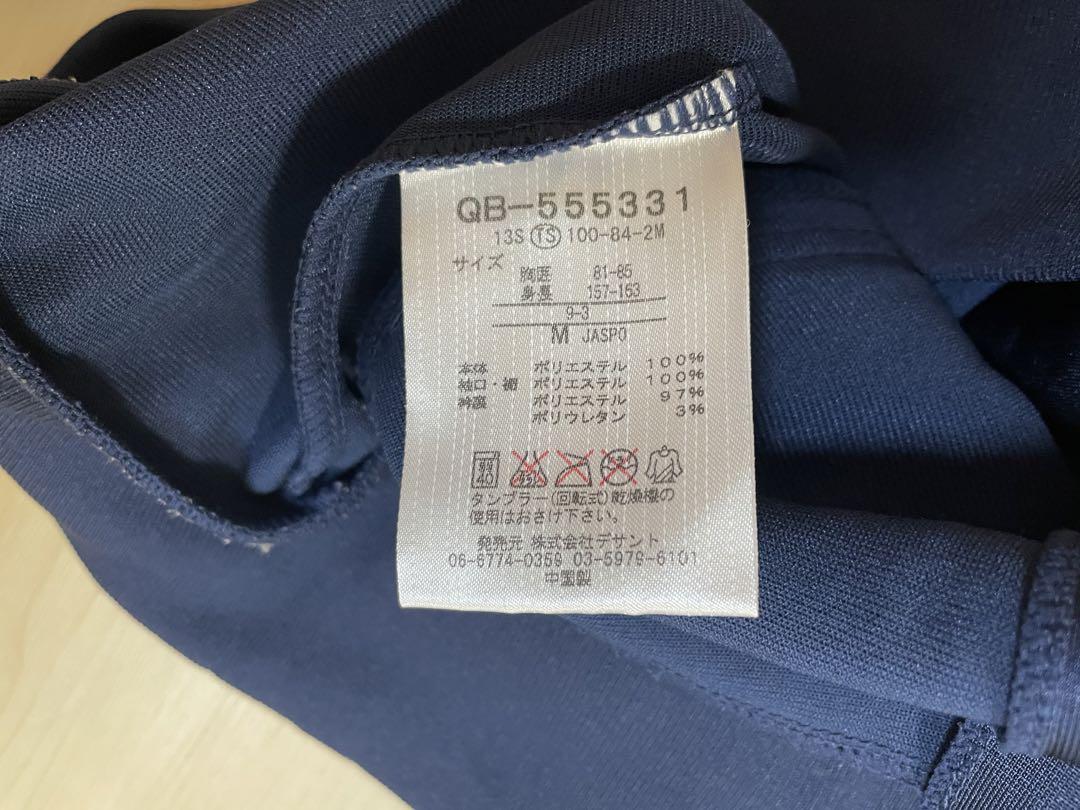 QB-555331
13S TS 100-84-2M
サイズ
胸囲 81-85
身長 157-163
9-3
M JASPO
本体 ポリエステル 100%
袖口・裾 ポリエステル 100%
衿裏 ポリエステル 97%
ポリウレタン 3%
弱 40
タンブラー(回転式)乾燥機の
使用はおさけ下さい。
発売元 株式会社デサント
06-6774-0359 03-5979-6101
中国製